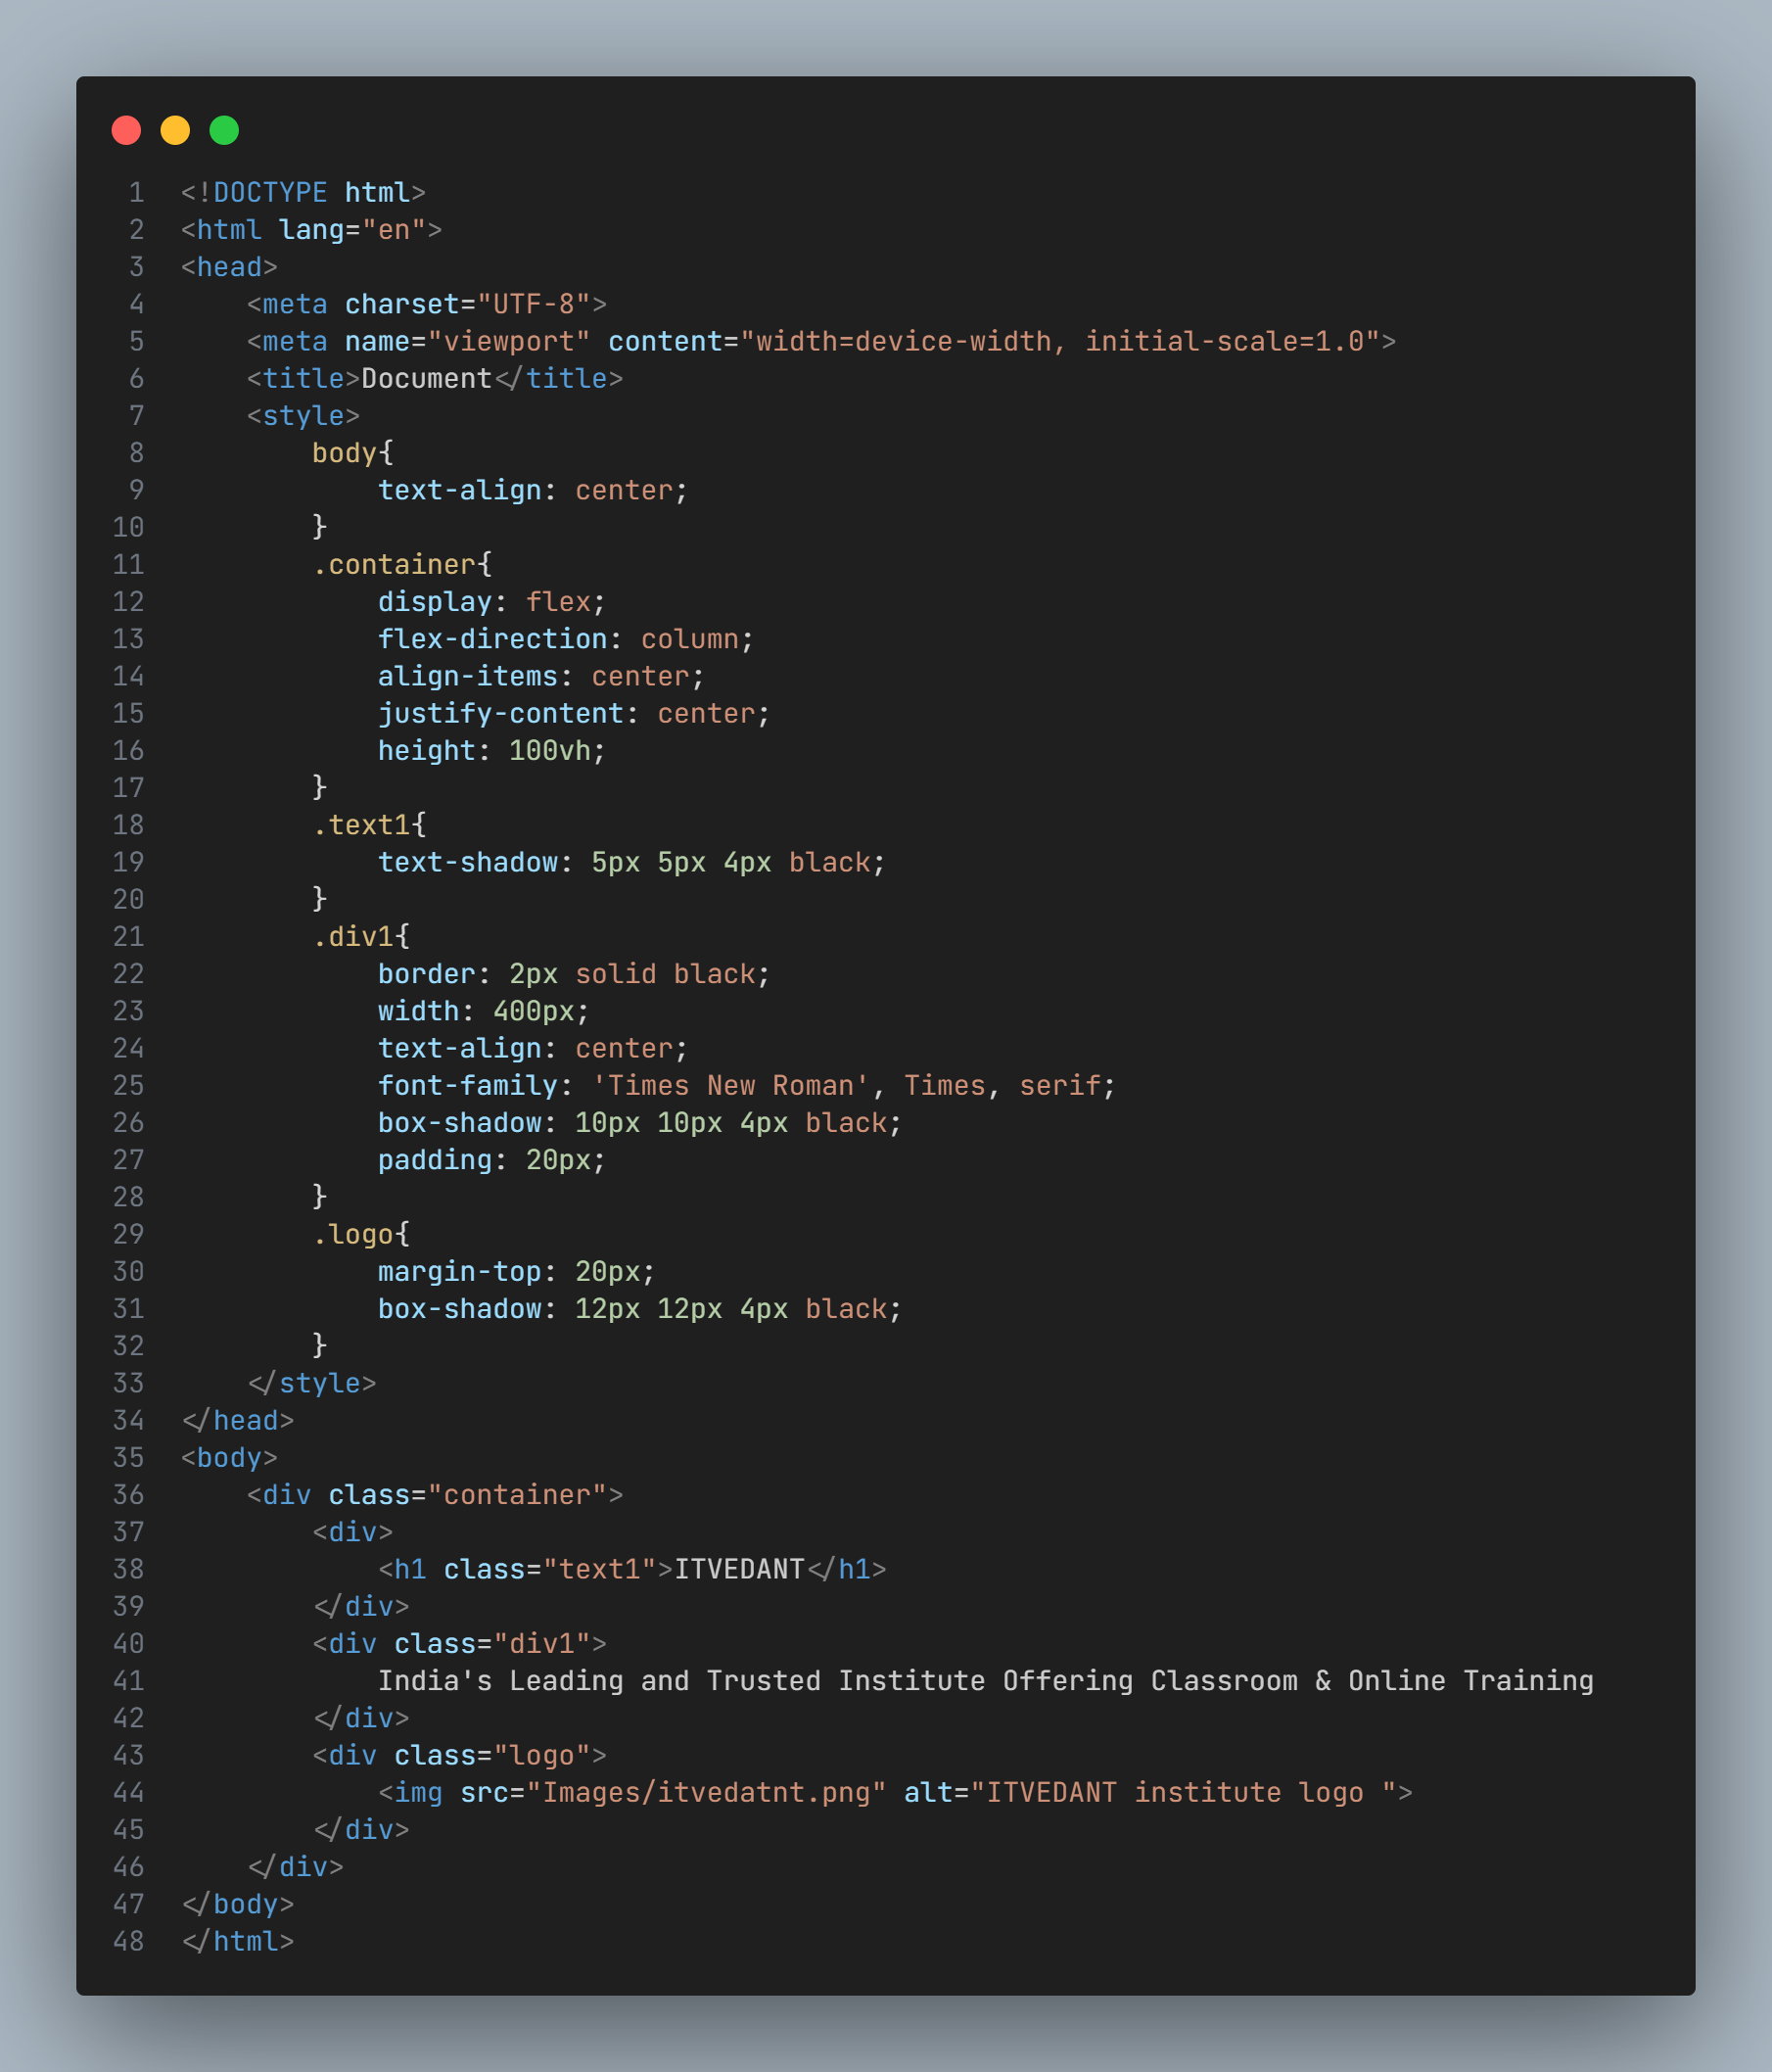 1 <!DOCTYPE html>
2 <html lang="en">
3 <head>
4     <meta charset="UTF-8">
5     <meta name="viewport" content="width=device-width, initial-scale=1.0">
6     <title>Document</title>
7     <style>
8         body{
9             text-align: center;
10         }
11         .container{
12             display: flex;
13             flex-direction: column;
14             align-items: center;
15             justify-content: center;
16             height: 100vh;
17         }
18         .text1{
19             text-shadow: 5px 5px 4px black;
20         }
21         .div1{
22             border: 2px solid black;
23             width: 400px;
24             text-align: center;
25             font-family: 'Times New Roman', Times, serif;
26             box-shadow: 10px 10px 4px black;
27             padding: 20px;
28         }
29         .logo{
30             margin-top: 20px;
31             box-shadow: 12px 12px 4px black;
32         }
33     </style>
34 </head>
35 <body>
36     <div class="container">
37         <div>
38             <h1 class="text1">ITVEDANT</h1>
39         </div>
40         <div class="div1">
41             India's Leading and Trusted Institute Offering Classroom & Online Training
42         </div>
43         <div class="logo">
44             <img src="Images/itvedatnt.png" alt="ITVEDANT institute logo ">
45         </div>
46     </div>
47 </body>
48 </html>